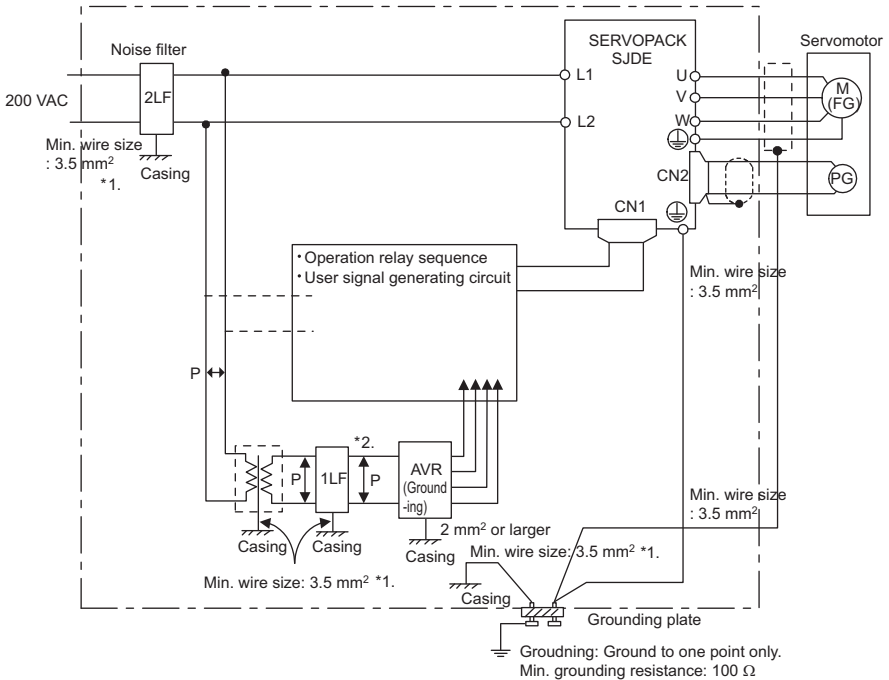 Noise filter
SERVOPACK
SJDE
Servomotor
L1
U
M
(FG)
200 VAC
2LF
V
L2
W
Min. wire size
: 3.5 mm²
*1.
Casing
CN2
PG
CN1
• Operation relay sequence
• User signal generating circuit
Min. wire size
: 3.5 mm²
P
*2.
P
1LF
P
AVR
(Ground
-ing)
Min. wire size
: 3.5 mm²
2 mm² or larger
Casing
Casing
Casing
Min. wire size: 3.5 mm² *1.
Min. wire size: 3.5 mm² *1.
Casing
Grounding plate
Groudning: Ground to one point only.
Min. grounding resistance: 100 Ω